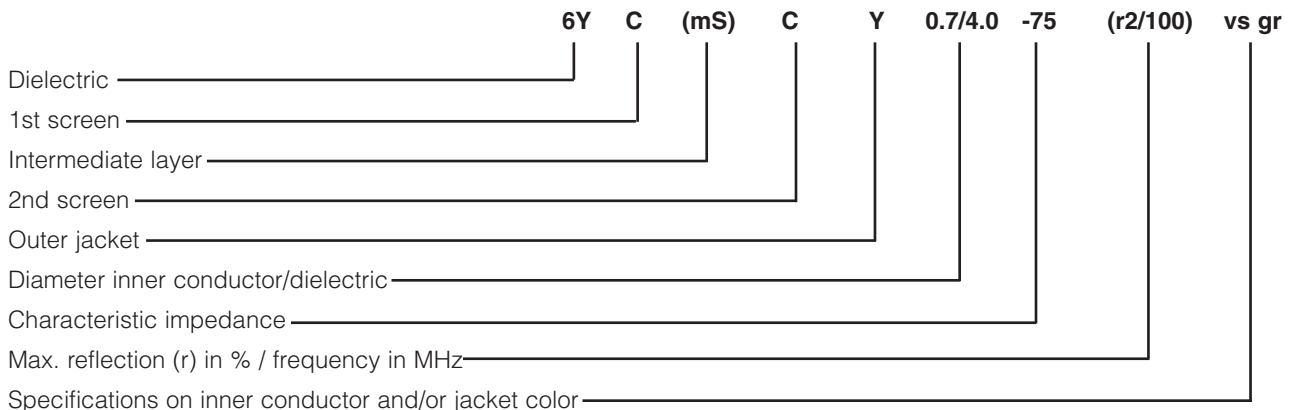 6Y C (mS) C Y 0.7/4.0 -75 (r2/100) vs gr
Dielectric
1st screen
Intermediate layer
2nd screen
Outer jacket
Diameter inner conductor/dielectric
Characteristic impedance
Max. reflection (r) in % / frequency in MHz
Specifications on inner conductor and/or jacket color